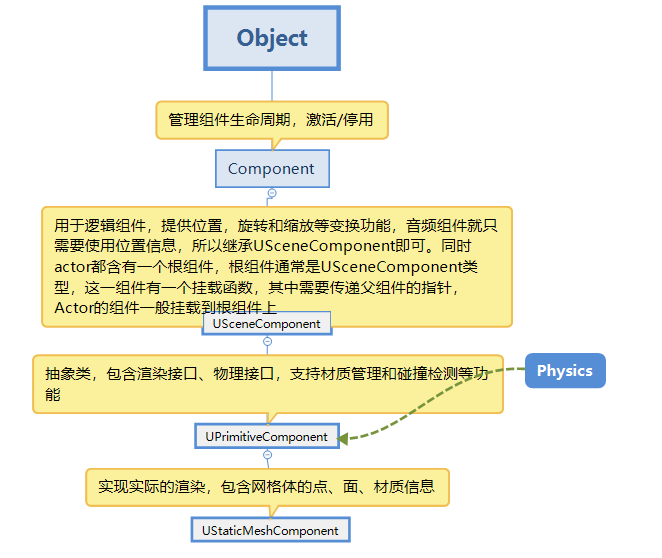 Object
管理组件生命周期，激活/停用
Component
用于逻辑组件，提供位置，旋转和缩放等变换功能，音频组件就只
需要使用位置信息，所以继承USceneComponent即可。同时
actor都含有一个根组件，根组件通常是USceneComponent类
型，这一组件有一个挂载函数，其中需要传递父组件的指针，
Actor的组件一般挂载到根组件上
USceneComponent
抽象类，包含渲染接口、物理接口，支持材质管理和碰撞检测等功
能
Physics
UPrimitiveComponent
实现实际的渲染，包含网格体的点、面、材质信息
UStaticMeshComponent